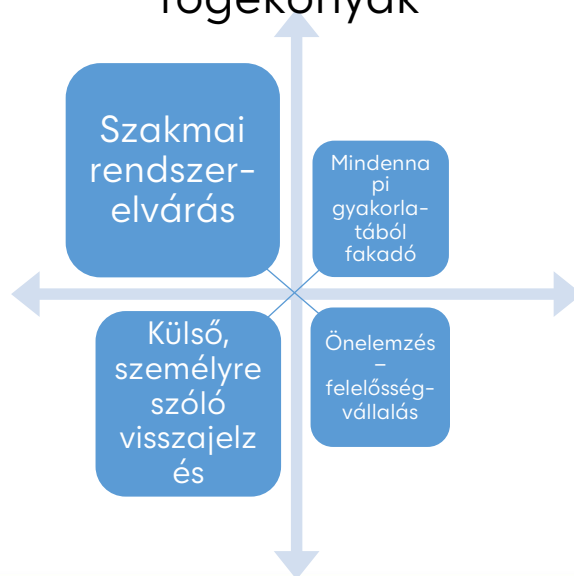 Szakmai
rendszer-
elvárás
Mindenna
pi
gyakorla-
tából
fakadó
Külső,
személyre
szóló
visszajelz
és
Önelemzés
–
felelősség-
vállalás